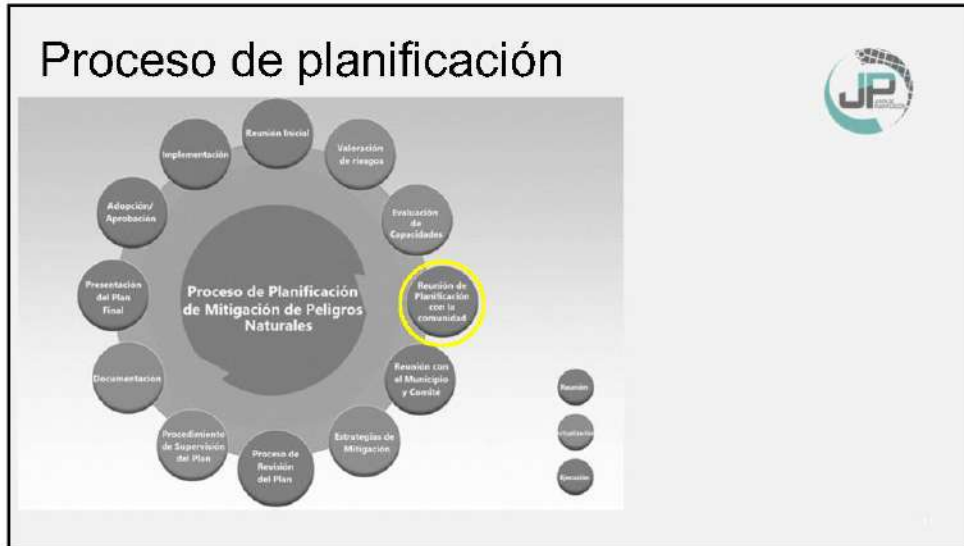 Proceso de planificación
JP
Reunión Inicial
Valoración
de riesgos
Evaluación
de
Capacidades
Reunión de
Planificación
con la
comunidad
Reunión con
el Municipio
y Comité
Estrategias de
Mitigación
Proceso de
Revisión
del Plan
Procedimiento
de Supervisión
del Plan
Documentación
Presentación
del Plan
Final
Adopción/
Aprobación
Implementación
Proceso de Planificación
de Mitigación de Peligros
Naturales
Reunión
Ejecución